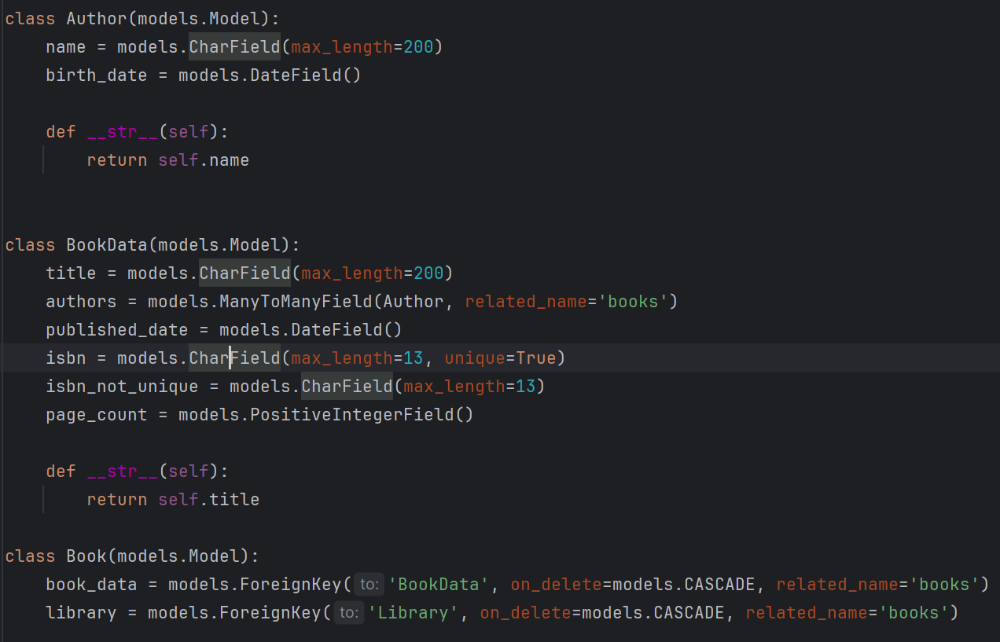 class Author(models.Model):
    name = models.CharField(max_length=200)
    birth_date = models.DateField()
    def __str__(self):
        return self.name
class BookData(models.Model):
    title = models.CharField(max_length=200)
    authors = models.ManyToManyField(Author, related_name='books')
    published_date = models.DateField()
    isbn = models.CharField(max_length=13, unique=True)
    isbn_not_unique = models.CharField(max_length=13)
    page_count = models.PositiveIntegerField()
    def __str__(self):
        return self.title
class Book(models.Model):
    book_data = models.ForeignKey( to: 'BookData', on_delete=models.CASCADE, related_name='books')
    library = models.ForeignKey( to: 'Library', on_delete=models.CASCADE, related_name='books')